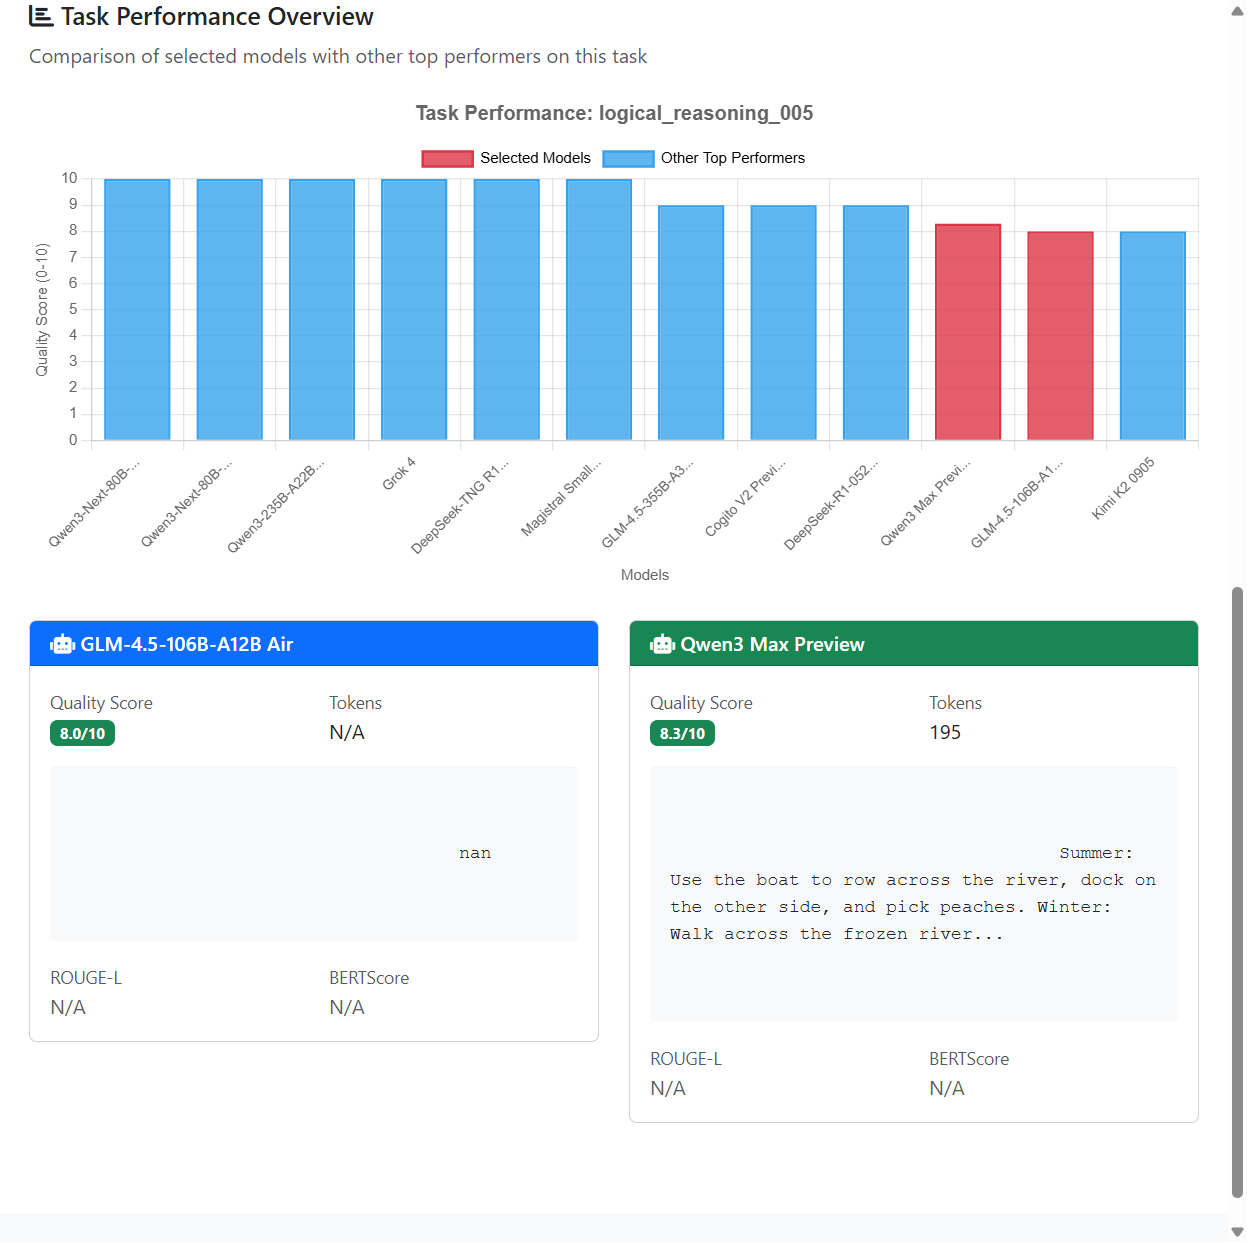 Task Performance Overview
Comparison of selected models with other top performers on this task
Task Performance: logical_reasoning_005
Selected Models
Other Top Performers
Quality Score (0-10)
10
9
8
7
6
5
4
3
2
1
0
Qwen3-Next-80B-...
Qwen3-Next-80B-...
Qwen3-235B-A22B...
Grok 4
DeepSeek-TNG R1...
Magistral Small...
GLM-4.5-355B-A3...
Cogito V2 Previ...
DeepSeek-R1-052...
Qwen3 Max Previ...
GLM-4.5-106B-A1...
Kimi K2 0905
Models
GLM-4.5-106B-A12B Air
Quality Score
Tokens
8.0/10
N/A
nan
ROUGE-L
BERTScore
N/A
N/A
Qwen3 Max Preview
Quality Score
Tokens
8.3/10
195
Summer:
Use the boat to row across the river, dock on
the other side, and pick peaches. Winter:
Walk across the frozen river...
ROUGE-L
BERTScore
N/A
N/A